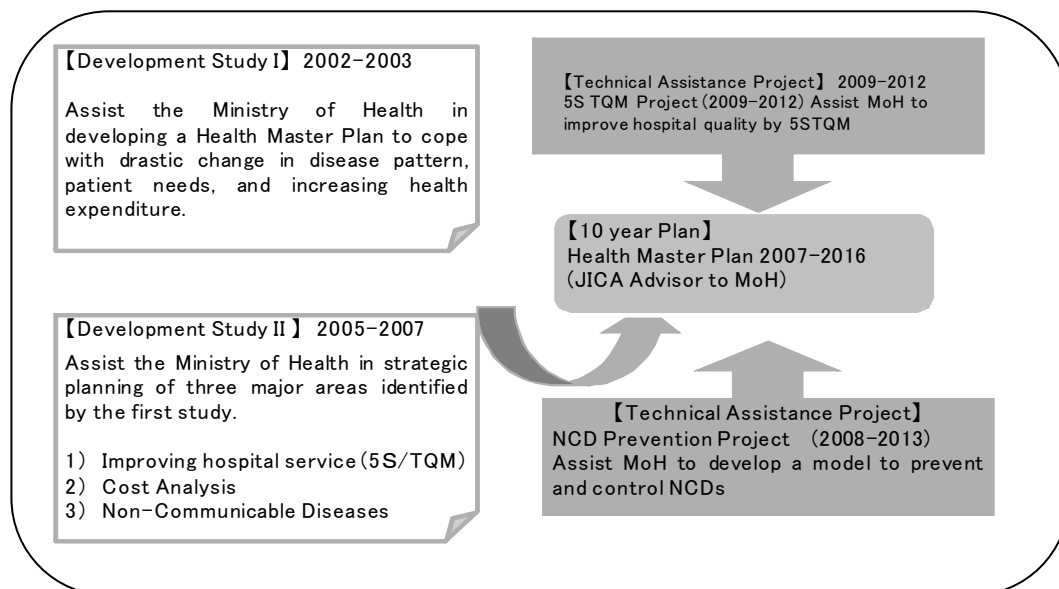 【Development Study I】 2002-2003
Assist the Ministry of Health in
developing a Health Master Plan to cope
with drastic change in disease pattern,
patient needs, and increasing health
expenditure.
【Development Study II 】 2005-2007
Assist the Ministry of Health in strategic
planning of three major areas identified
by the first study.
1) Improving hospital service (5S/TQM)
2) Cost Analysis
3) Non-Communicable Diseases
【Technical Assistance Project】 2009-2012
5S TQM Project (2009-2012) Assist MoH to
improve hospital quality by 5STQM
【10 year Plan】
Health Master Plan 2007-2016
(JICA Advisor to MoH)
【Technical Assistance Project】
NCD Prevention Project (2008-2013)
Assist MoH to develop a model to prevent
and control NCDs